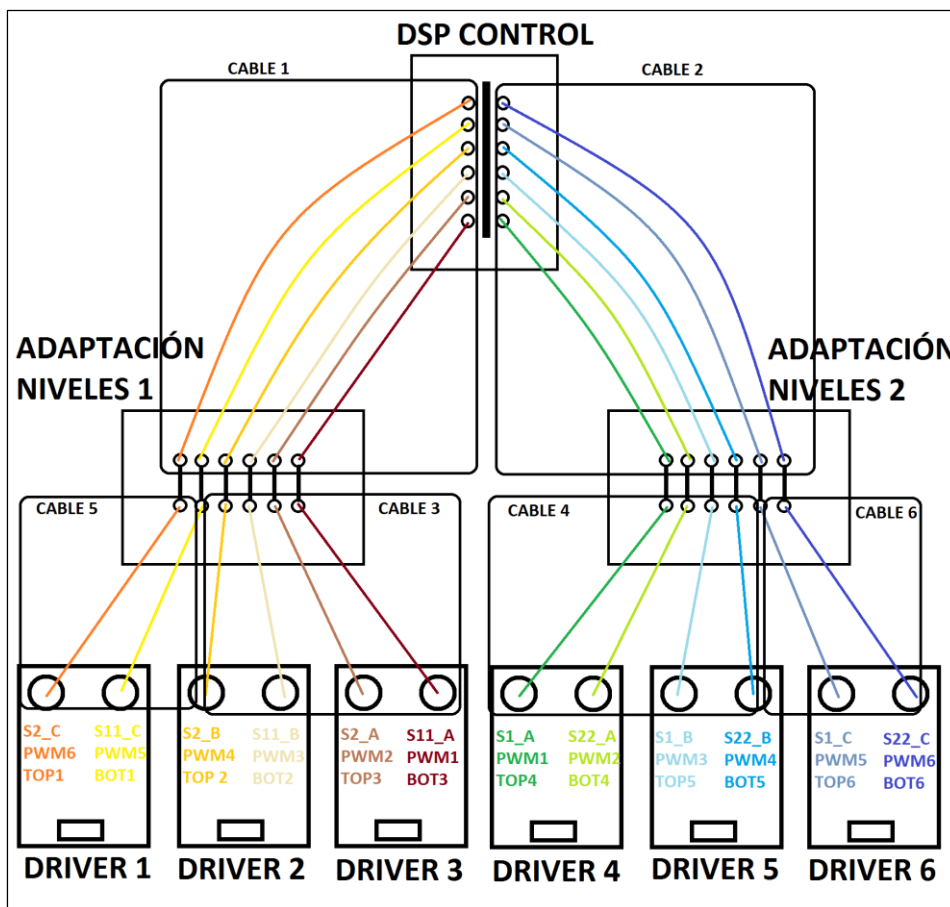 DSP CONTROL
CABLE 1
CABLE 2
ADAPTACIÓN
NIVELES 1
ADAPTACIÓN
NIVELES 2
CABLE 5
CABLE 3
CABLE 4
CABLE 6
S2_C
PWM6
TOP1
S11_C
PWM5
BOT1
S2_B
PWM4
TOP 2
S11_B
PWM3
BOT2
S2_A
PWM2
TOP3
S11_A
PWM1
BOT3
S1_A
PWM1
TOP4
S22_A
PWM2
BOT4
S1_B
PWM3
TOP5
S22_B
PWM4
BOT5
S1_C
PWM5
TOP6
S22_C
PWM6
BOT6
DRIVER 1
DRIVER 2
DRIVER 3
DRIVER 4
DRIVER 5
DRIVER 6